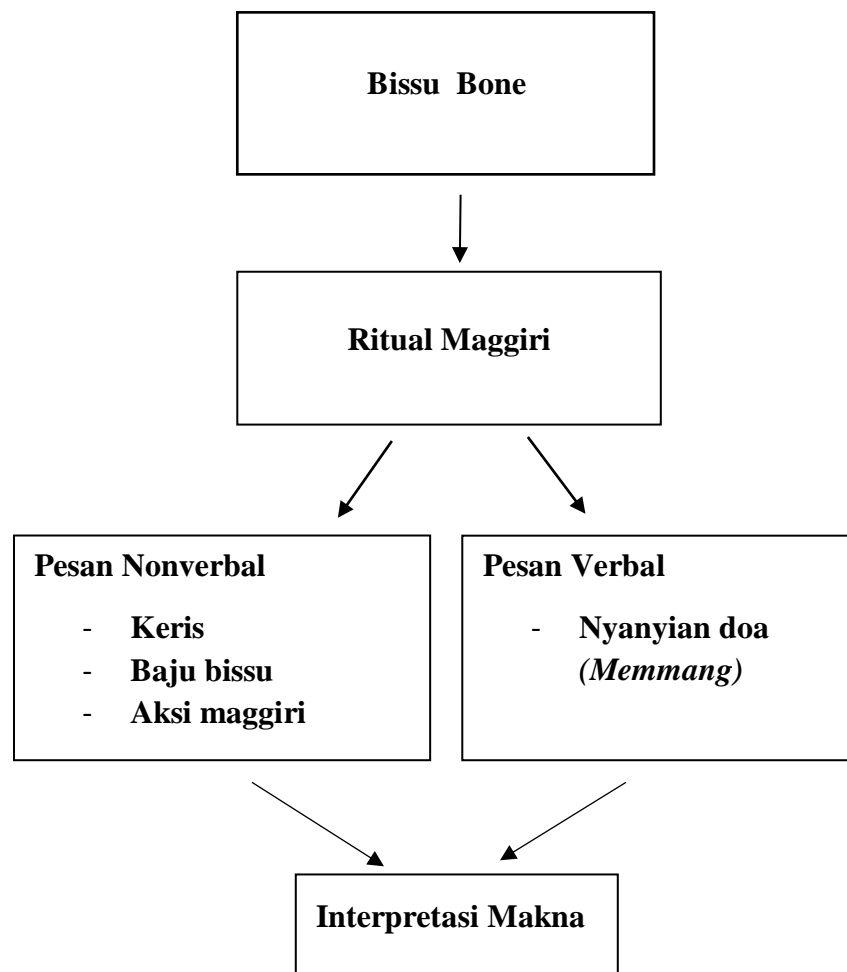 Bissu Bone
Ritual Maggiri
Pesan Nonverbal
- Keris
- Baju bissu
- Aksi maggiri
Pesan Verbal
- Nyanyian doa
(Memmang)
Interpretasi Makna